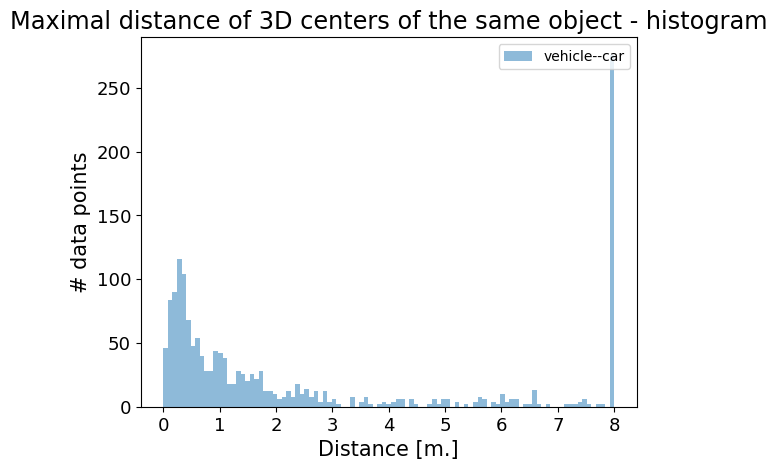 Maximal distance of 3D centers of the same object - histogram
vehicle--car
250
200
150
100
50
0
# data points
0 1 2 3 4 5 6 7 8
Distance [m.]